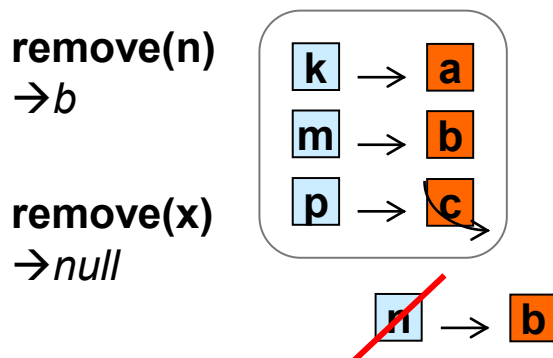 remove(n)
→b
remove(x)
→null
k → a
m → b
p → c
n → b